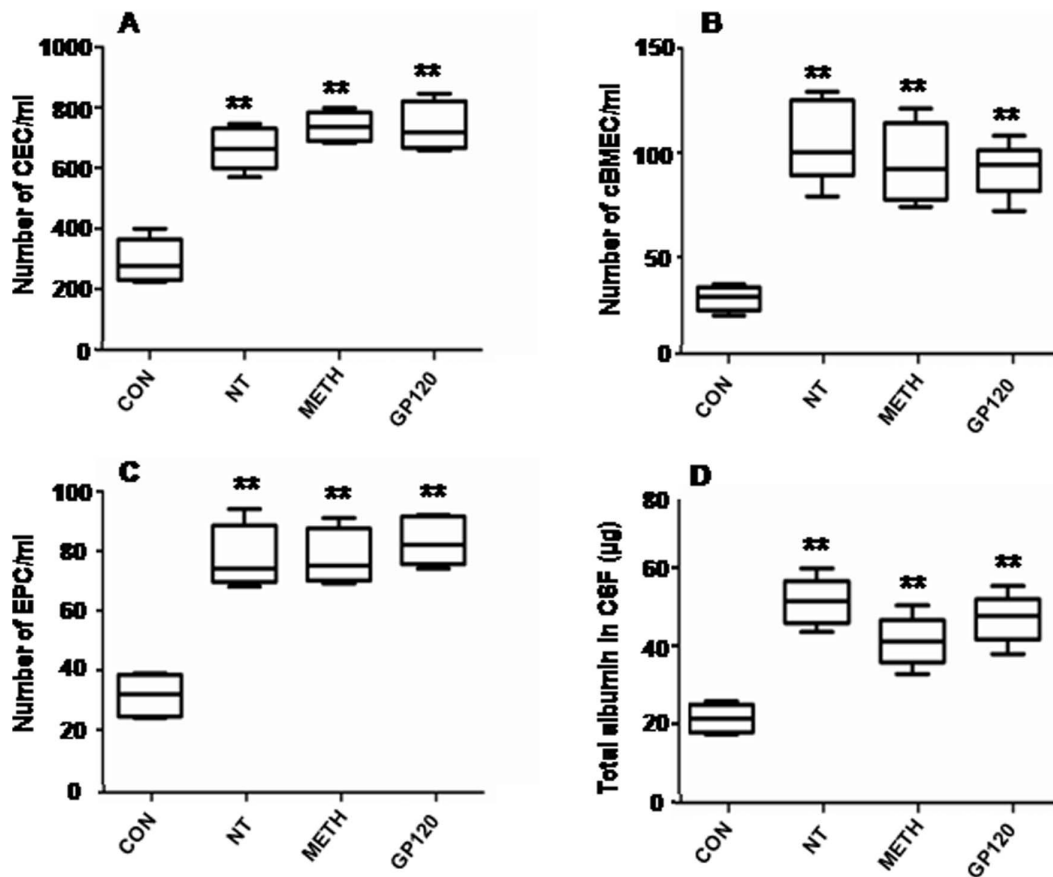 A
Number of CEC/ml
1000
800
600
400
200
0
** ** **
CON NT METH GP120
B
Number of cBMEC/ml
150
100
50
0
** ** **
CON NT METH GP120
C
Number of EPC/ml
100
80
60
40
20
0
** ** **
CON NT METH GP120
D
Total albumin in CSF (µg)
80
60
40
20
0
** ** **
CON NT METH GP120